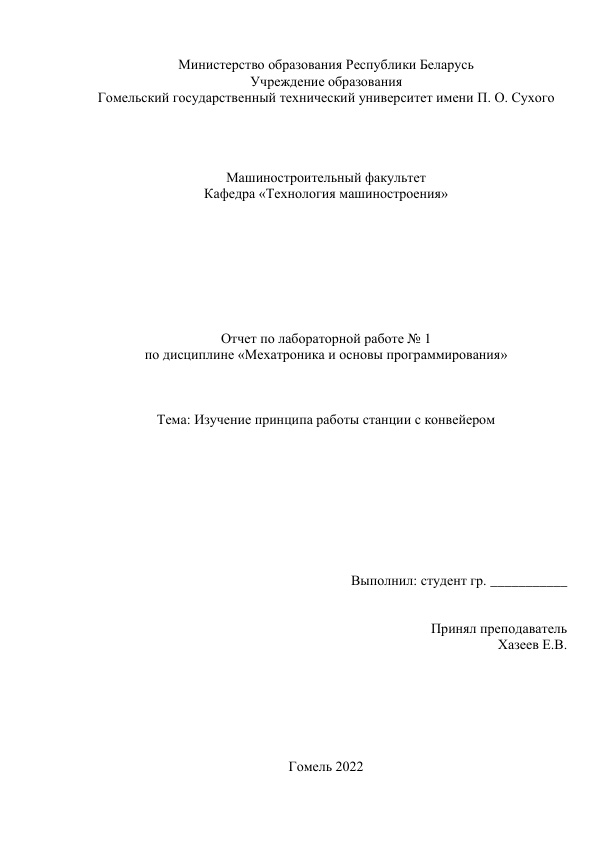 Министерство образования Республики Беларусь
Учреждение образования
Гомельский государственный технический университет имени П. О. Сухого
Машиностроительный факультет
Кафедра «Технология машиностроения»
Отчет по лабораторной работе № 1
по дисциплине «Мехатроника и основы программирования»
Тема: Изучение принципа работы станции с конвейером
Выполнил: студент гр. ___________
Принял преподаватель
Хазеев Е.В.
Гомель 2022